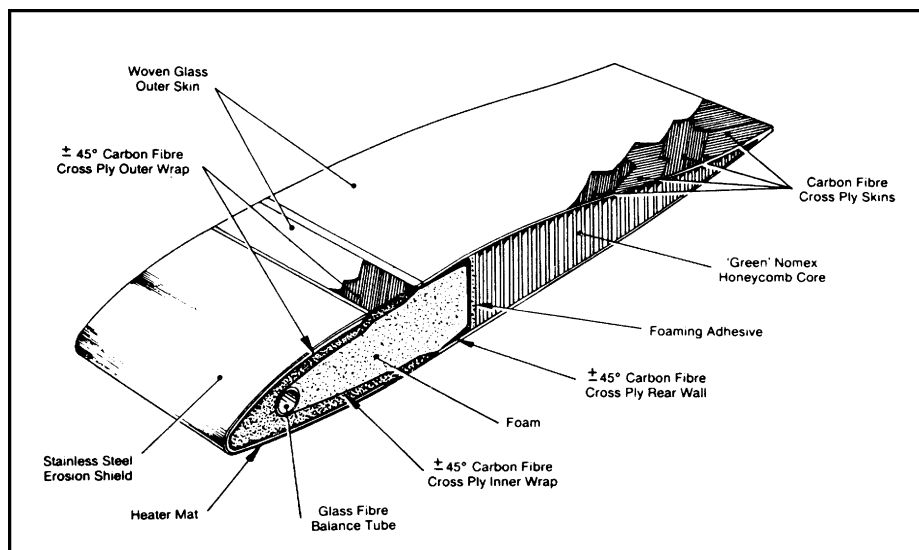 Woven Glass
Outer Skin
± 45° Carbon Fibre
Cross Ply Outer Wrap
Carbon Fibre
Cross Ply Skins
'Green' Nomex
Honeycomb Core
Foaming Adhesive
± 45° Carbon Fibre
Cross Ply Rear Wall
Foam
± 45° Carbon Fibre
Cross Ply Inner Wrap
Stainless Steel
Erosion Shield
Heater Mat
Glass Fibre
Balance Tube